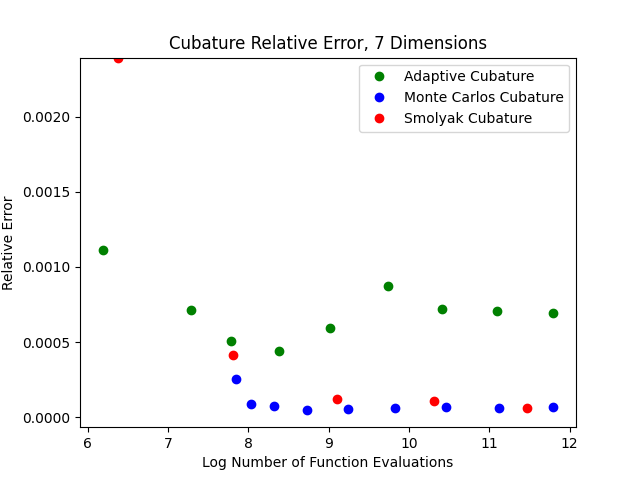 Cubature Relative Error, 7 Dimensions
Adaptive Cubature
Monte Carlos Cubature
Smolyak Cubature
Relative Error
0.0020
0.0015
0.0010
0.0005
0.0000
6 7 8 9 10 11 12
Log Number of Function Evaluations